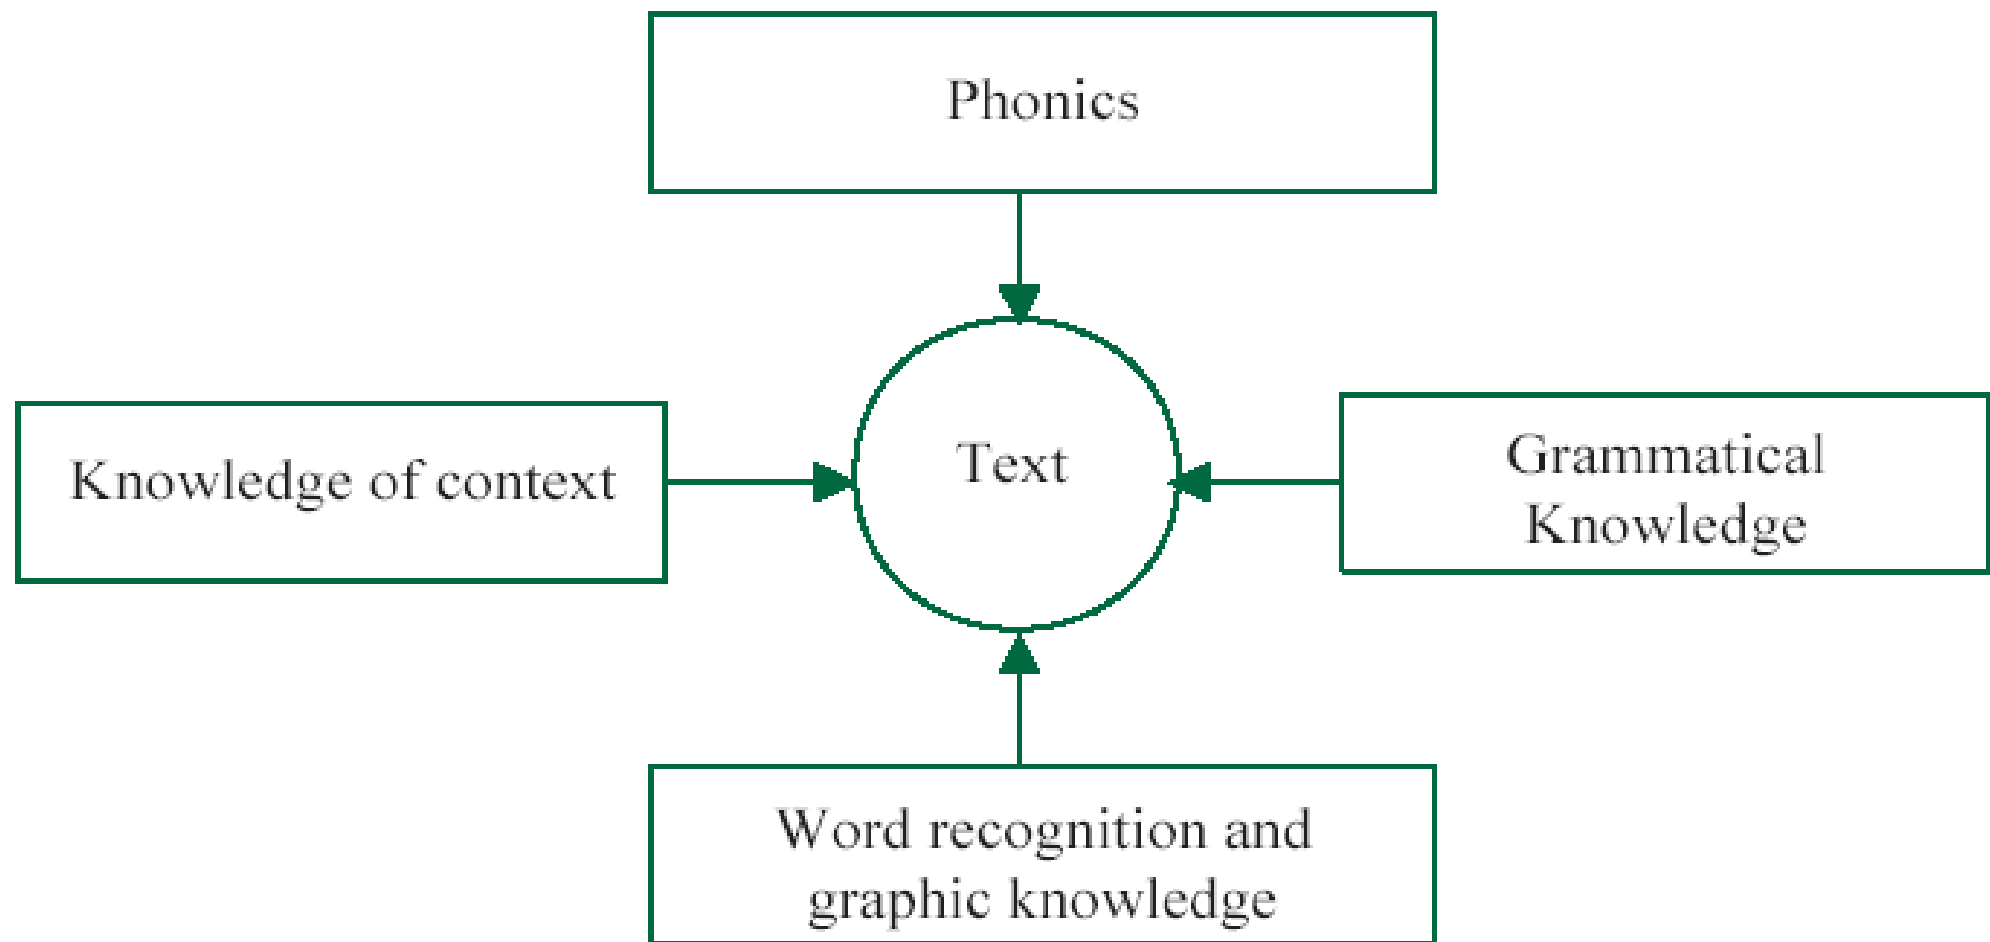 Phonics
Knowledge of context
Text
Grammatical
Knowledge
Word recognition and
graphic knowledge